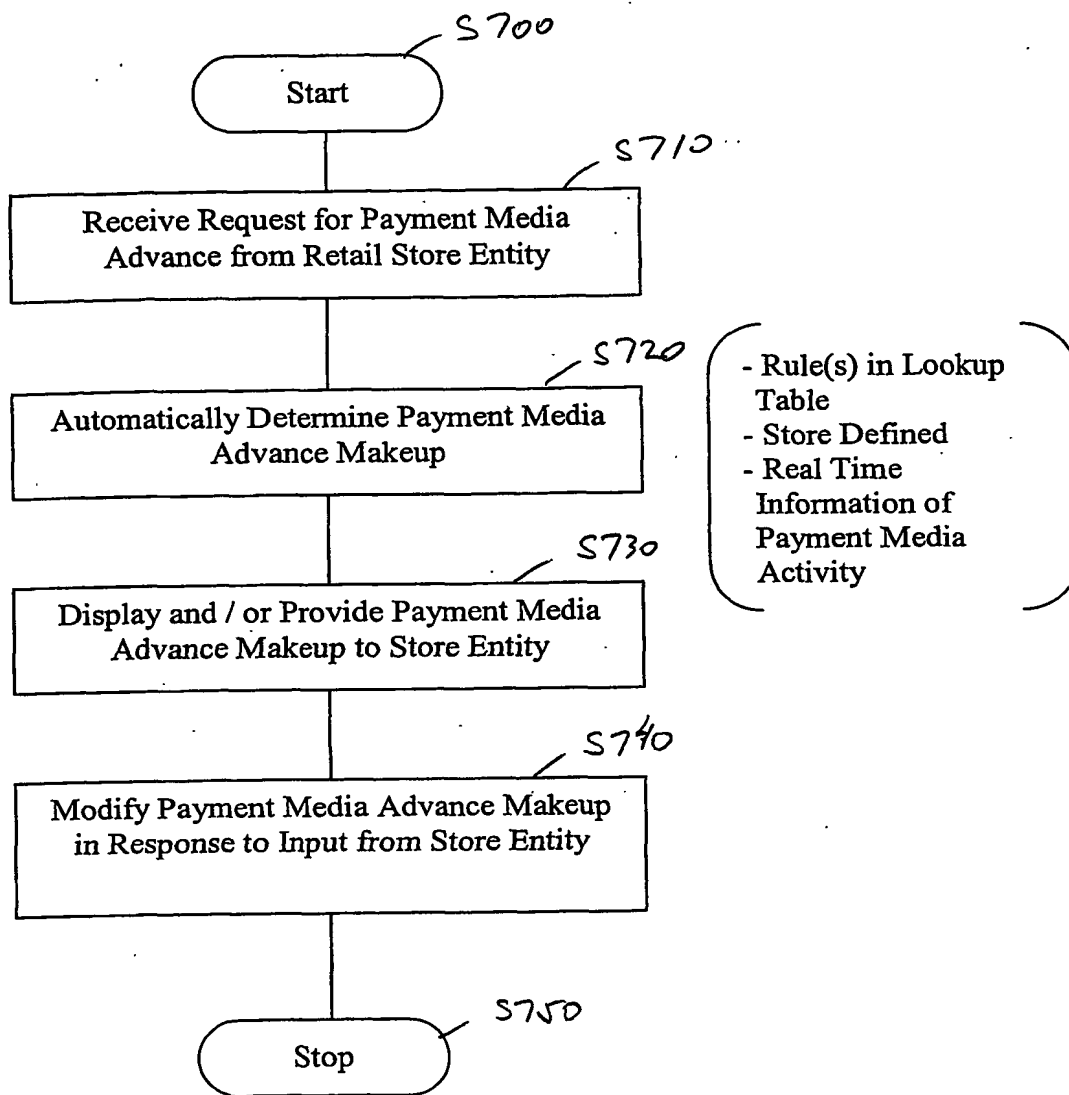 S700
Start
S710
Receive Request for Payment Media
Advance from Retail Store Entity
S720
Automatically Determine Payment Media
Advance Makeup
- Rule(s) in Lookup
Table
- Store Defined
- Real Time
Information of
Payment Media
Activity
S730
Display and / or Provide Payment Media
Advance Makeup to Store Entity
S740
Modify Payment Media Advance Makeup
in Response to Input from Store Entity
S750
Stop